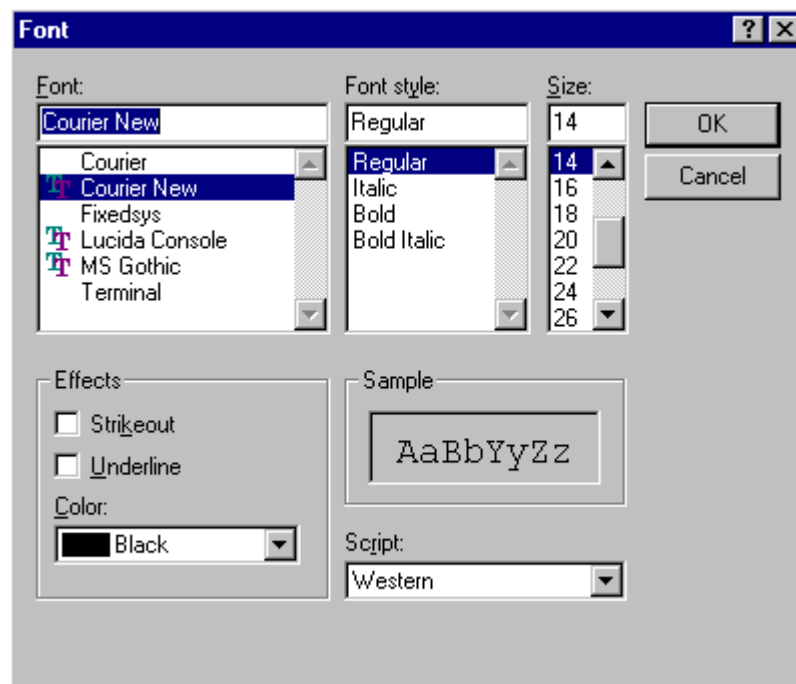 Font
Font:
Courier New
Courier
Courier New
Fixedsys
Lucida Console
MS Gothic
Terminal
Font style:
Regular
Regular
Italic
Bold
Bold Italic
Size:
14
14
16
18
20
22
24
26
OK
Cancel
Effects
Strikeout
Underline
Color:
Black
Sample
AaBbYyZz
Script:
Western